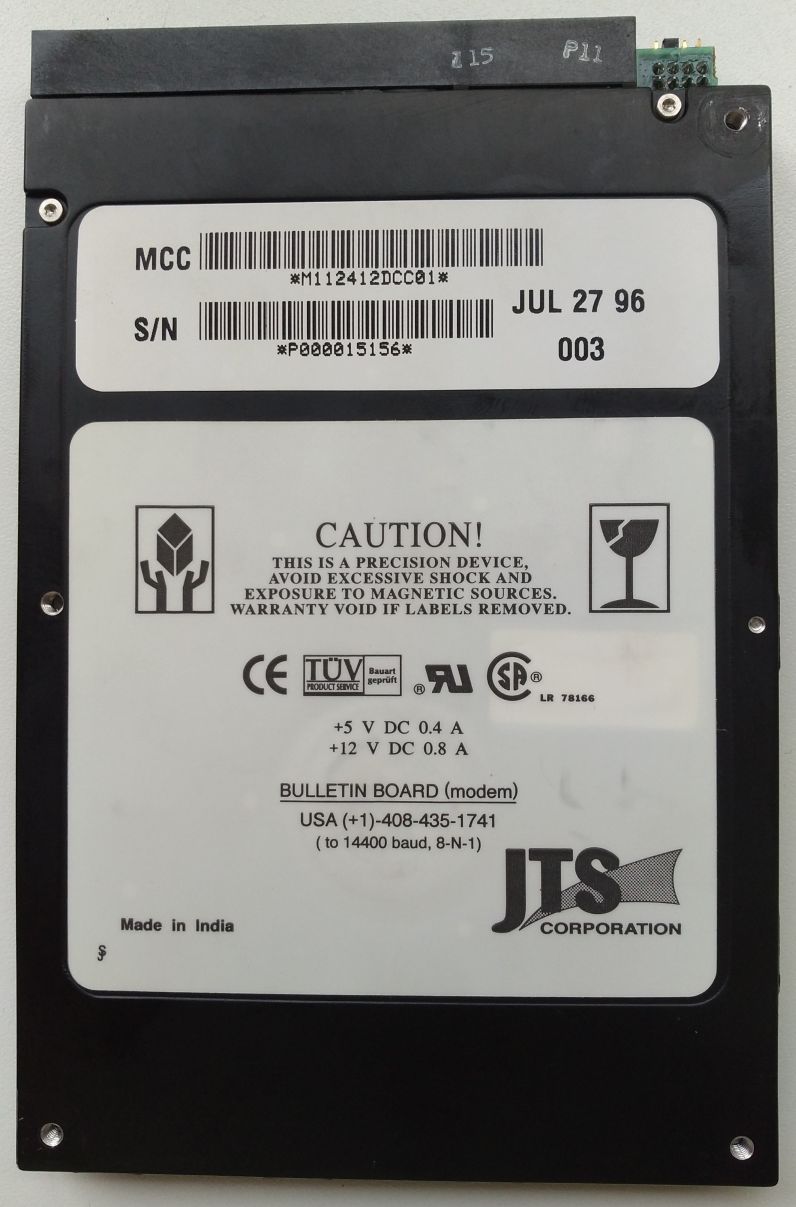 115 P11
MCC
*M112412DCC01*
S/N
*P000015156*
JUL 27 96
003
CAUTION!
THIS IS A PRECISION DEVICE,
AVOID EXCESSIVE SHOCK AND
EXPOSURE TO MAGNETIC SOURCES.
WARRANTY VOID IF LABELS REMOVED.
CE
TÜV
PRODUCT SERVICE
Bauart
geprüft
® RU
SA ®
LR 78166
+5 V DC 0.4 A
+12 V DC 0.8 A
BULLETIN BOARD (modem)
USA (+1)-408-435-1741
( to 14400 baud, 8-N-1)
JTS
CORPORATION
Made in India